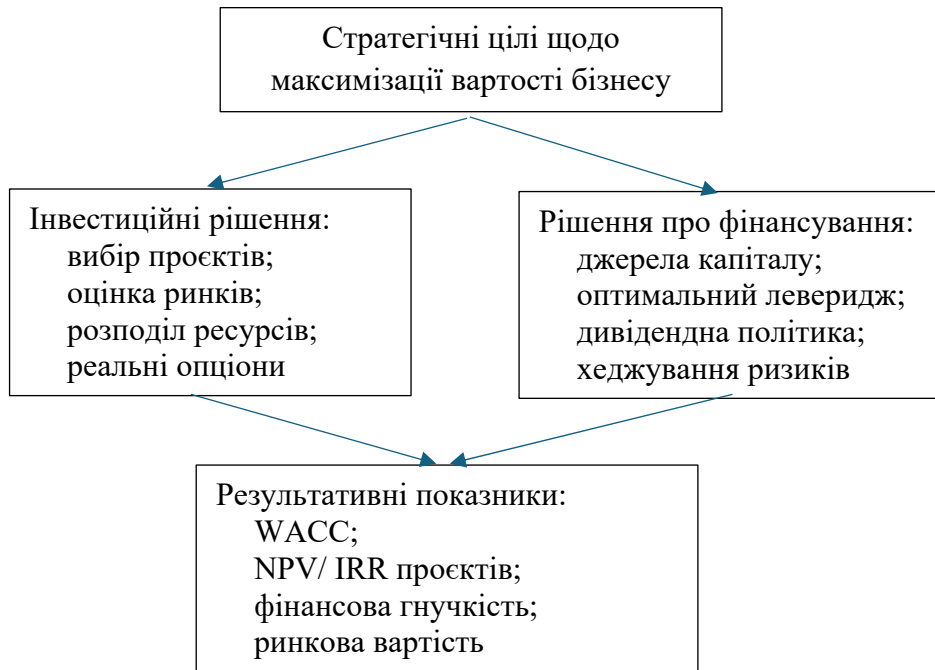 Стратегічні цілі щодо
максимізації вартості бізнесу
Інвестиційні рішення:
вибір проєктів;
оцінка ринків;
розподіл ресурсів;
реальні опціони
Рішення про фінансування:
джерела капіталу;
оптимальний леверидж;
дивідендна політика;
хеджування ризиків
Результативні показники:
WACC;
NPV/ IRR проєктів;
фінансова гнучкість;
ринкова вартість